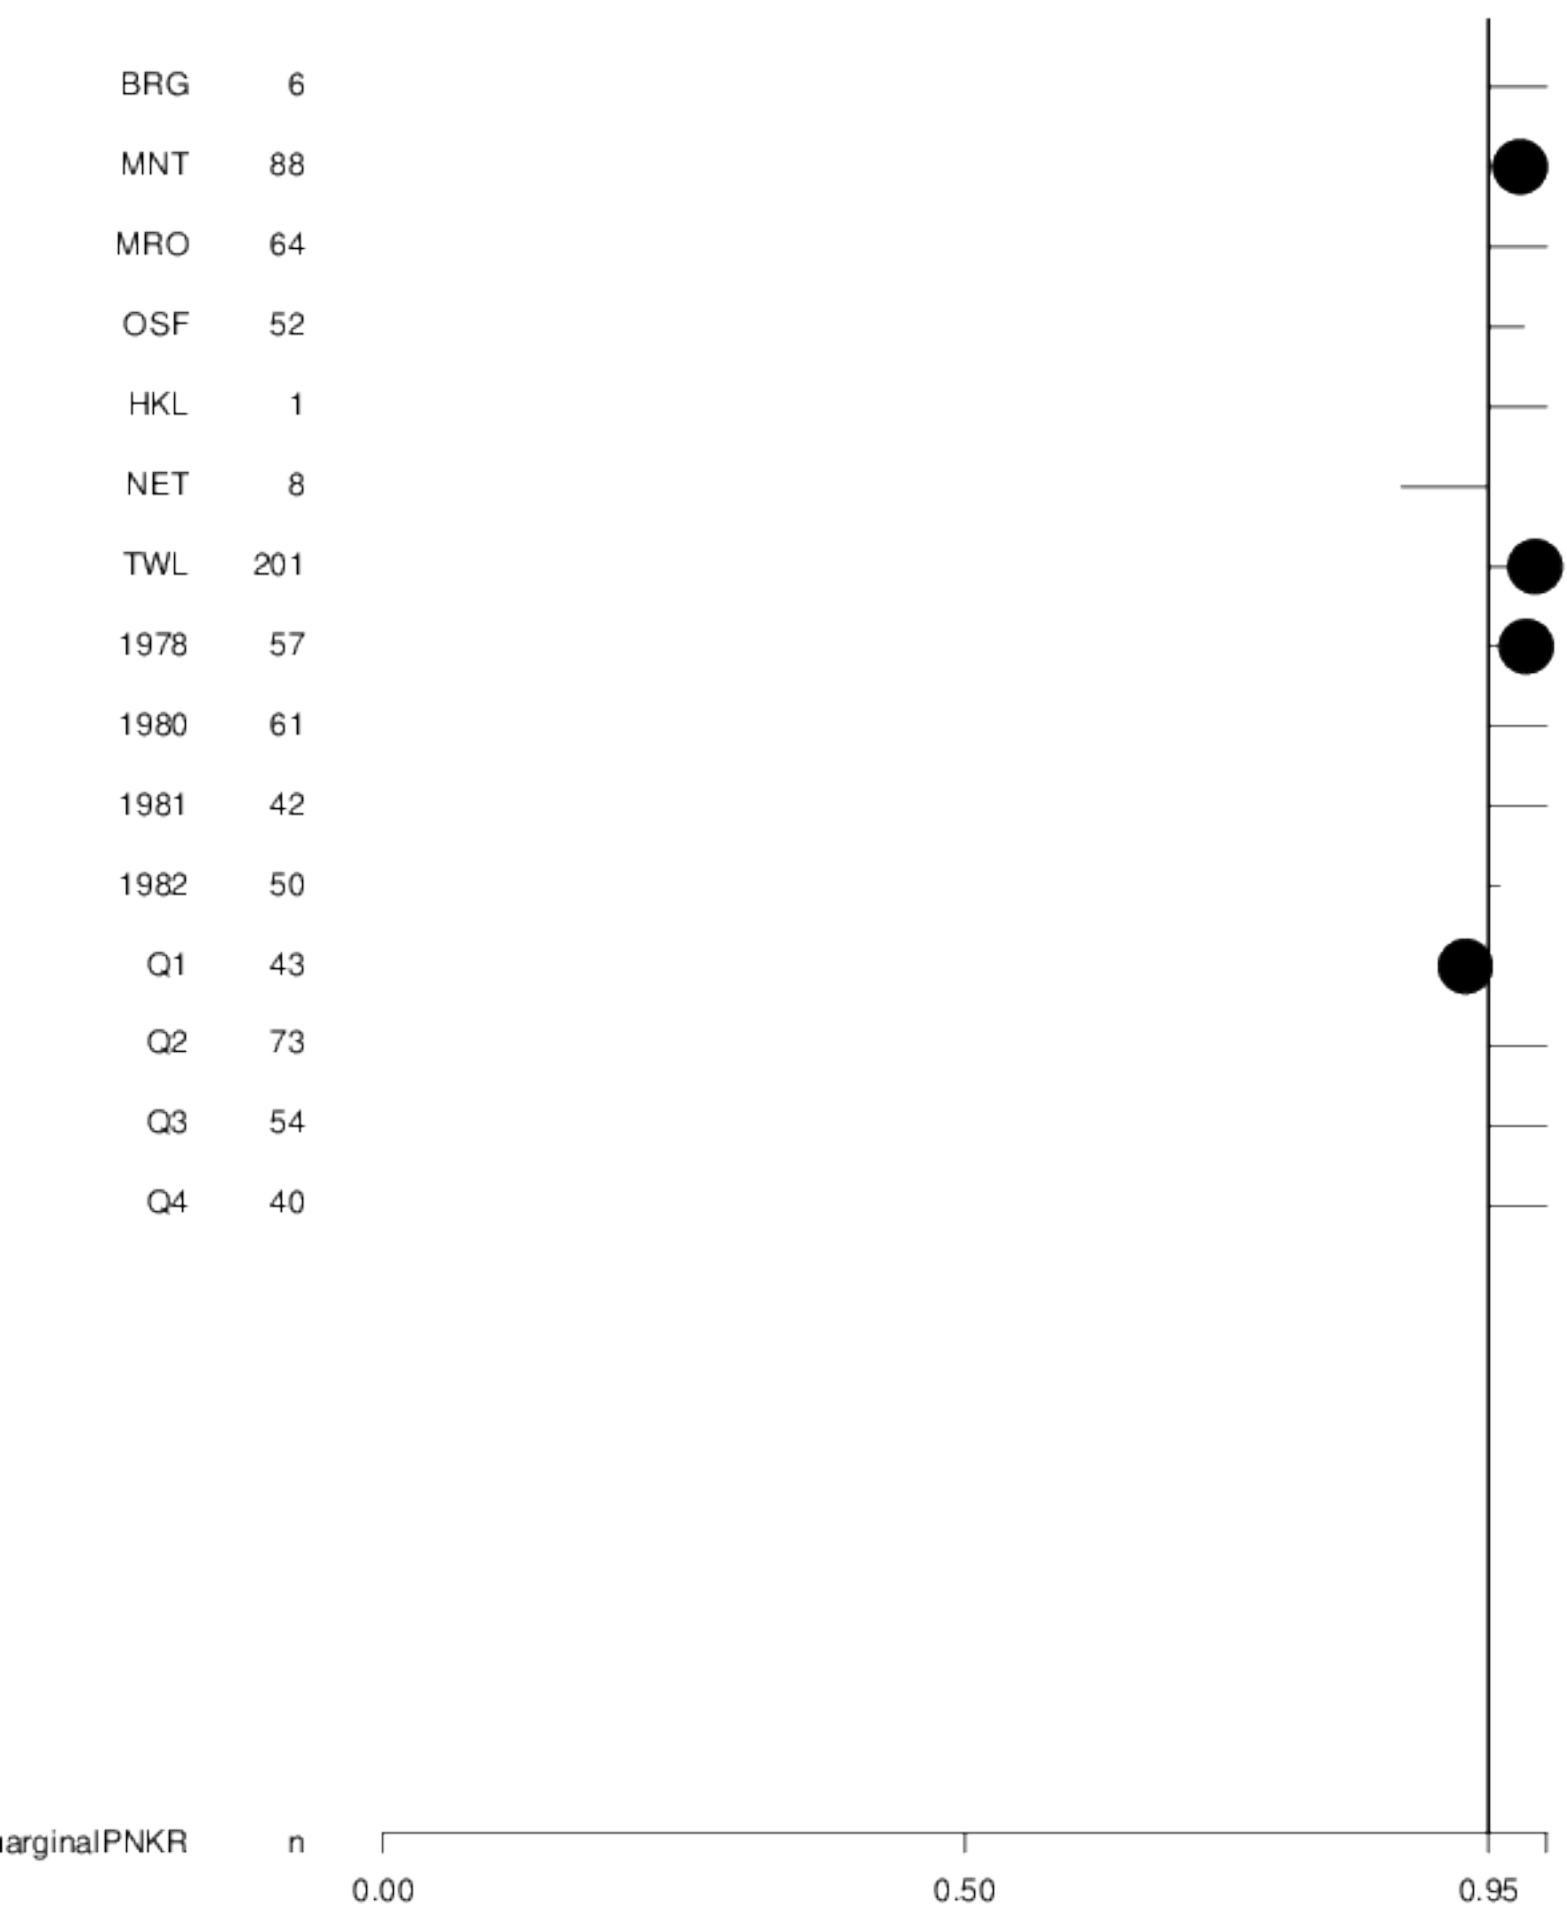 BRG 6
MNT 88
MRO 64
OSF 52
HKL 1
NET 8
TWL 201
1978 57
1980 61
1981 42
1982 50
Q1 43
Q2 73
Q3 54
Q4 40
arginalPNKR n
0.00 0.50 0.95